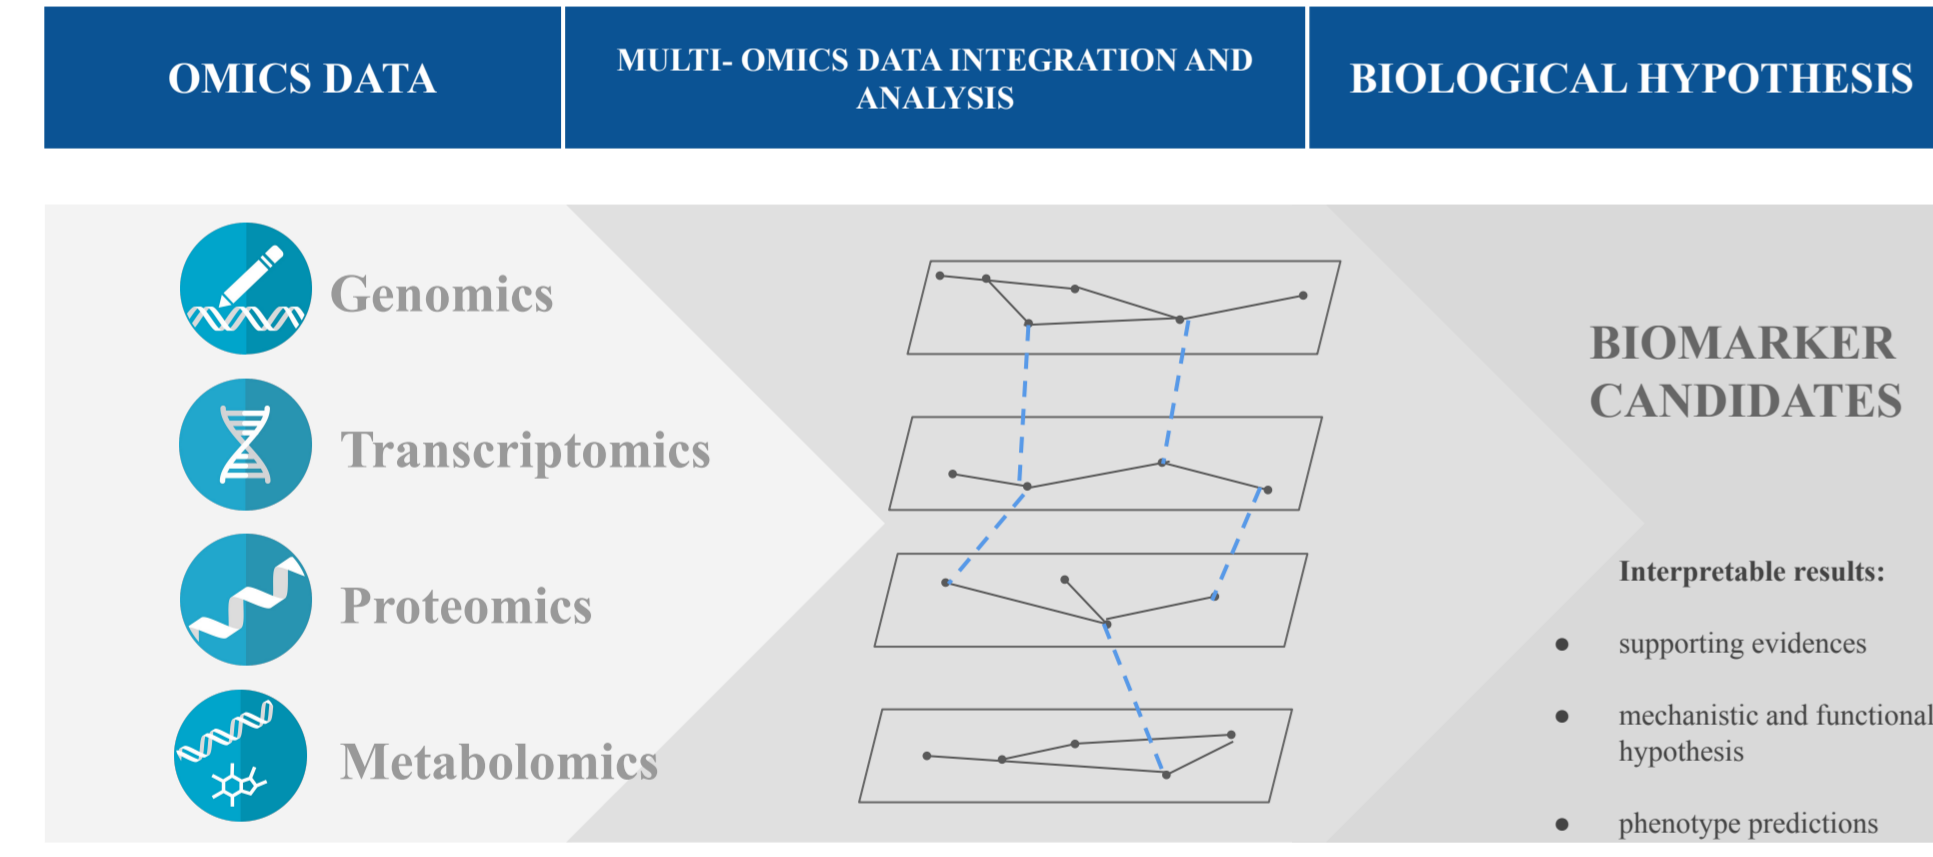 OMICS DATA
MULTI- OMICS DATA INTEGRATION AND
ANALYSIS
BIOLOGICAL HYPOTHESIS
Genomics
Transcriptomics
Proteomics
Metabolomics
BIOMARKER
CANDIDATES
Interpretable results:
● supporting evidences
● mechanistic and functional
hypothesis
● phenotype predictions